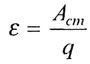 ε = A_cm / q